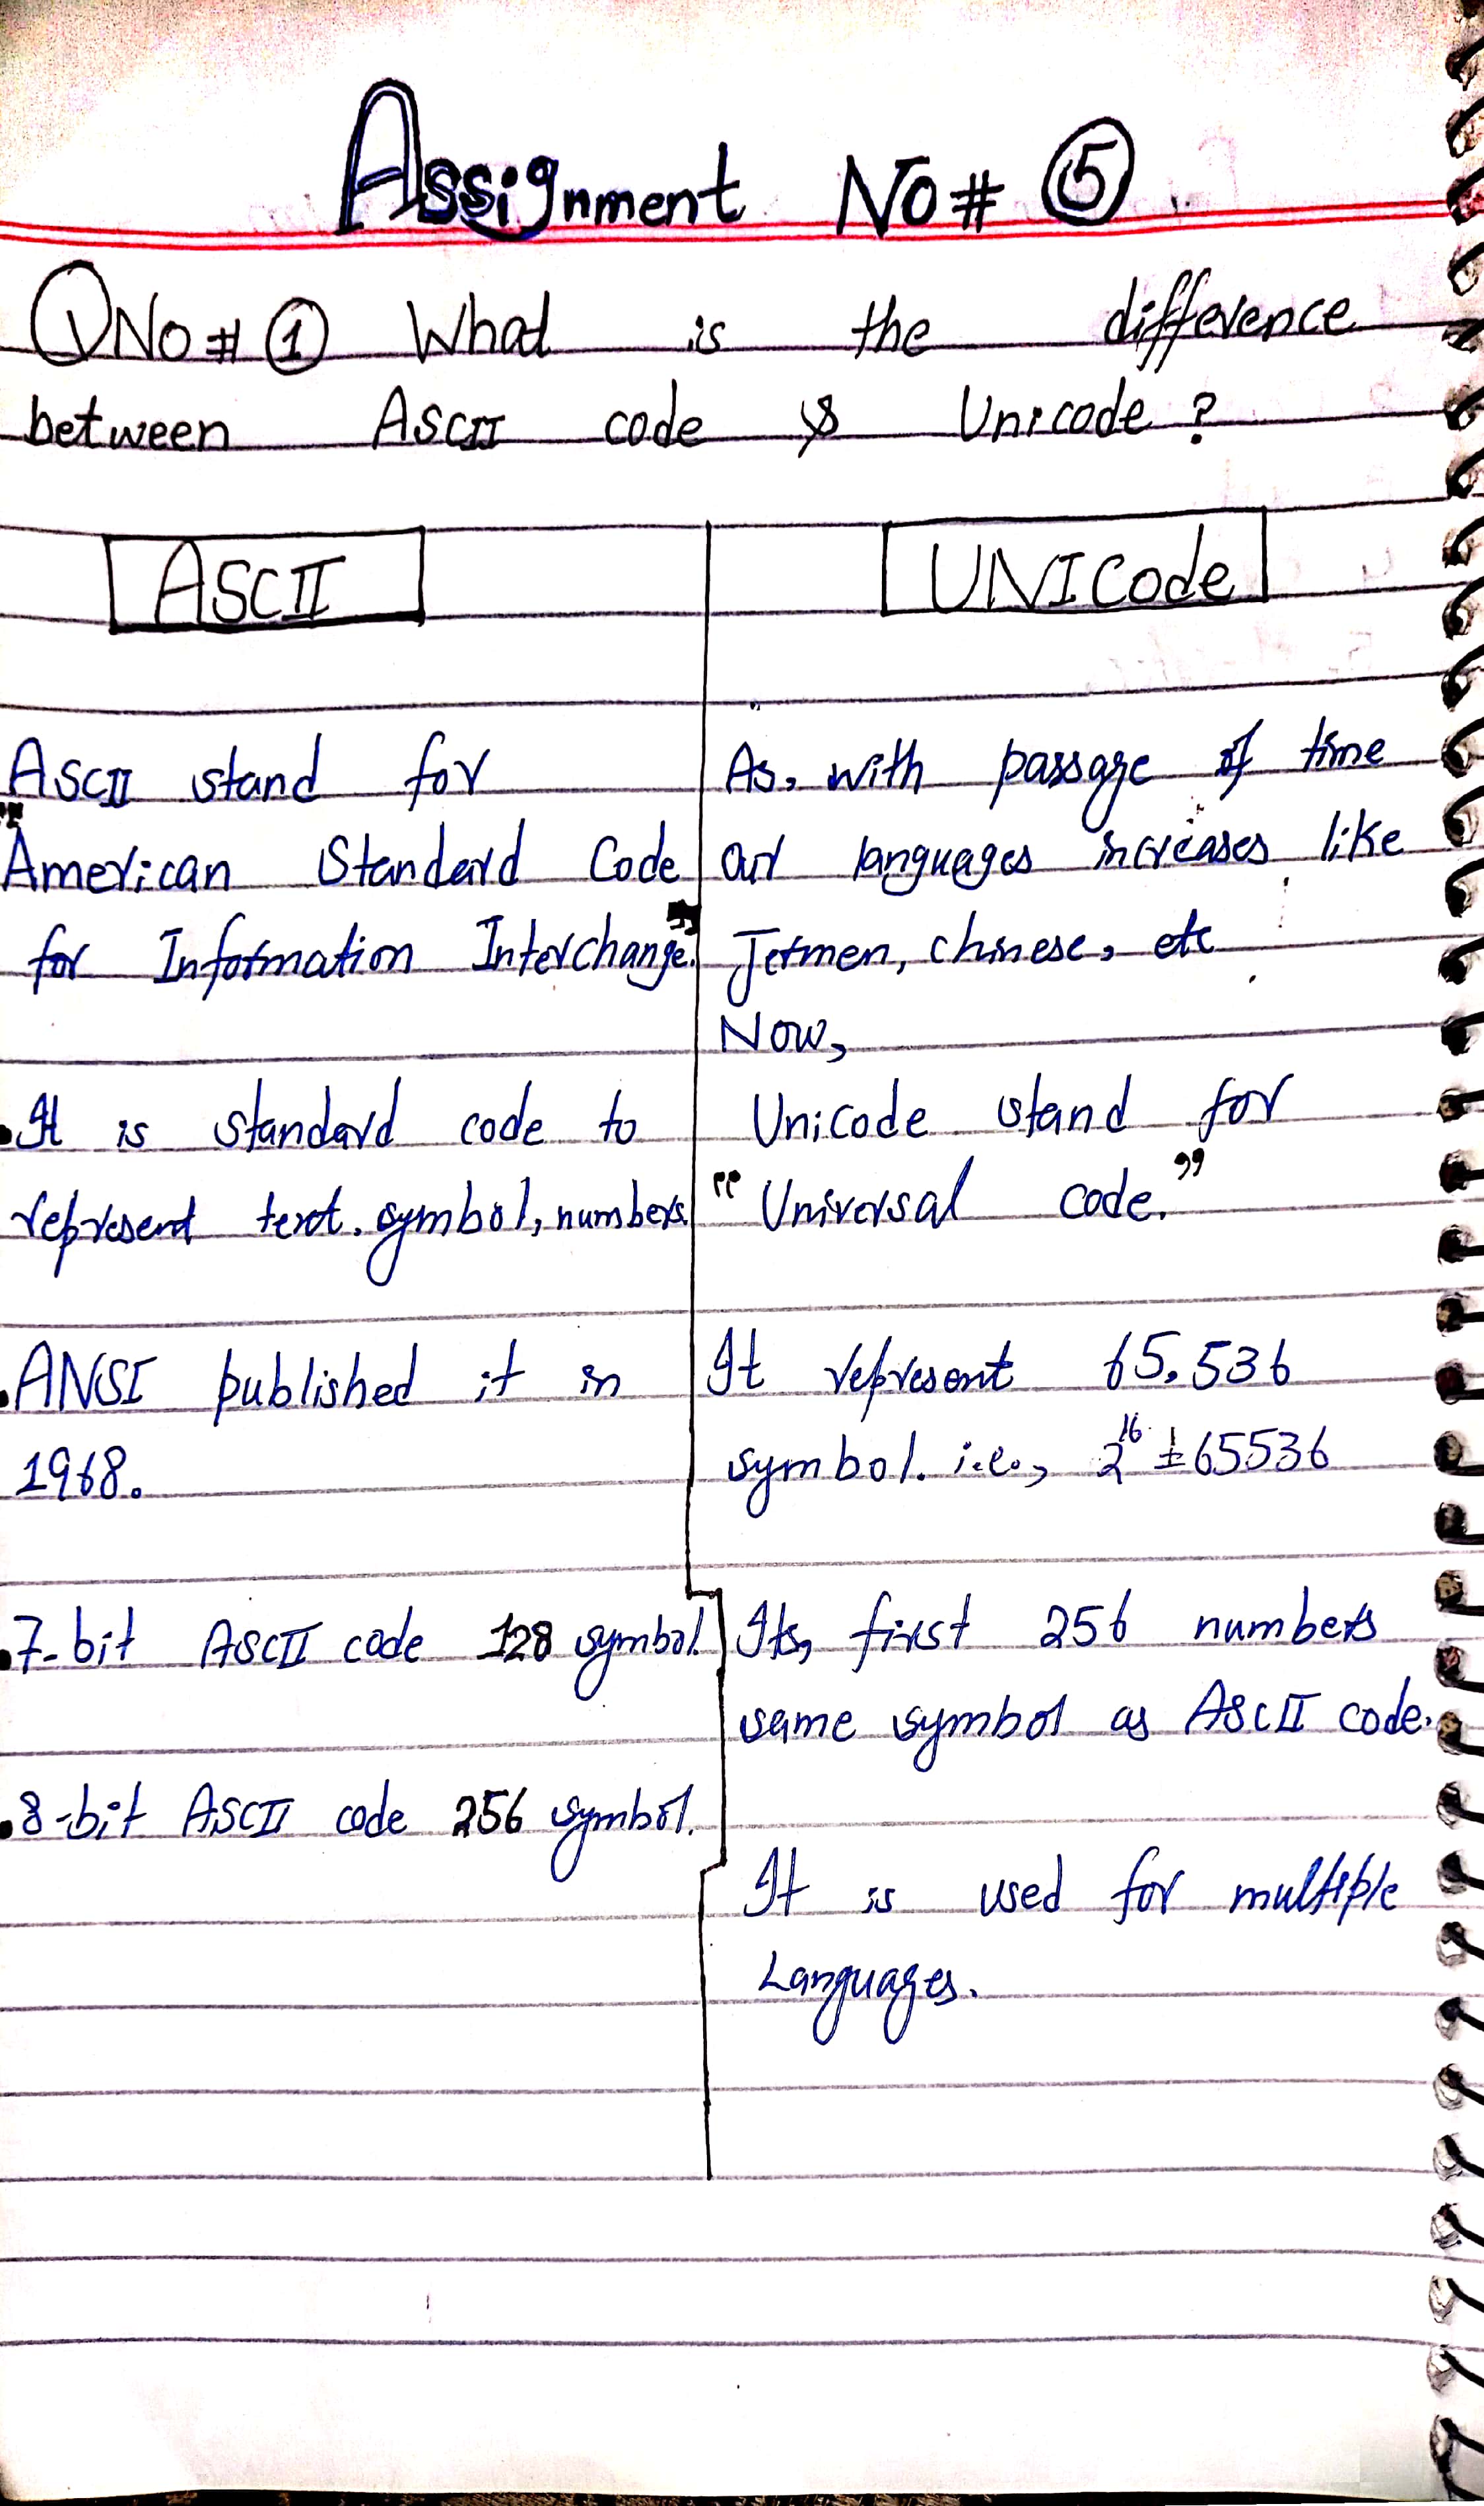 Assignment No # 5
QNo # 1 What is the difference
between ASCII code & Unicode ?
ASCII
ASCII stand for
"American Standard Code
for Information Interchange."
• It is standard code to
represent text, symbol, numbers.
• ANSI published it in
1968.
• 7-bit ASCII code 128 symbol.
• 8-bit ASCII code 256 symbol.
UNICode
As, with passage of time
our languages increases like
Jermen, chinese, etc
Now,
Unicode stand for
"Universal code."
It represent 65,536
symbol. i.e., 2¹⁶ ± 65536
Its, first 256 numbers
same symbol as ASCII code.
It is used for multiple
Languages.